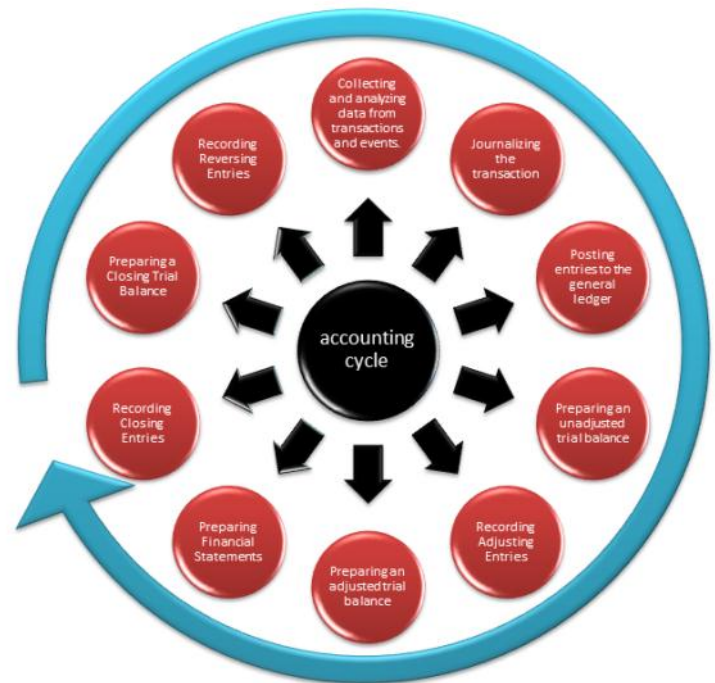 Collecting
and analyzing
data from
transactions
and events.
Journalizing
the
transaction
Posting
entries to the
general
ledger
Preparing an
unadjusted
trial balance
Recording
Adjusting
Entries
Preparing an
adjusted trial
balance
Preparing
Financial
Statements
Recording
Closing
Entries
Preparing a
Closing Trial
Balance
Recording
Reversing
Entries
accounting
cycle